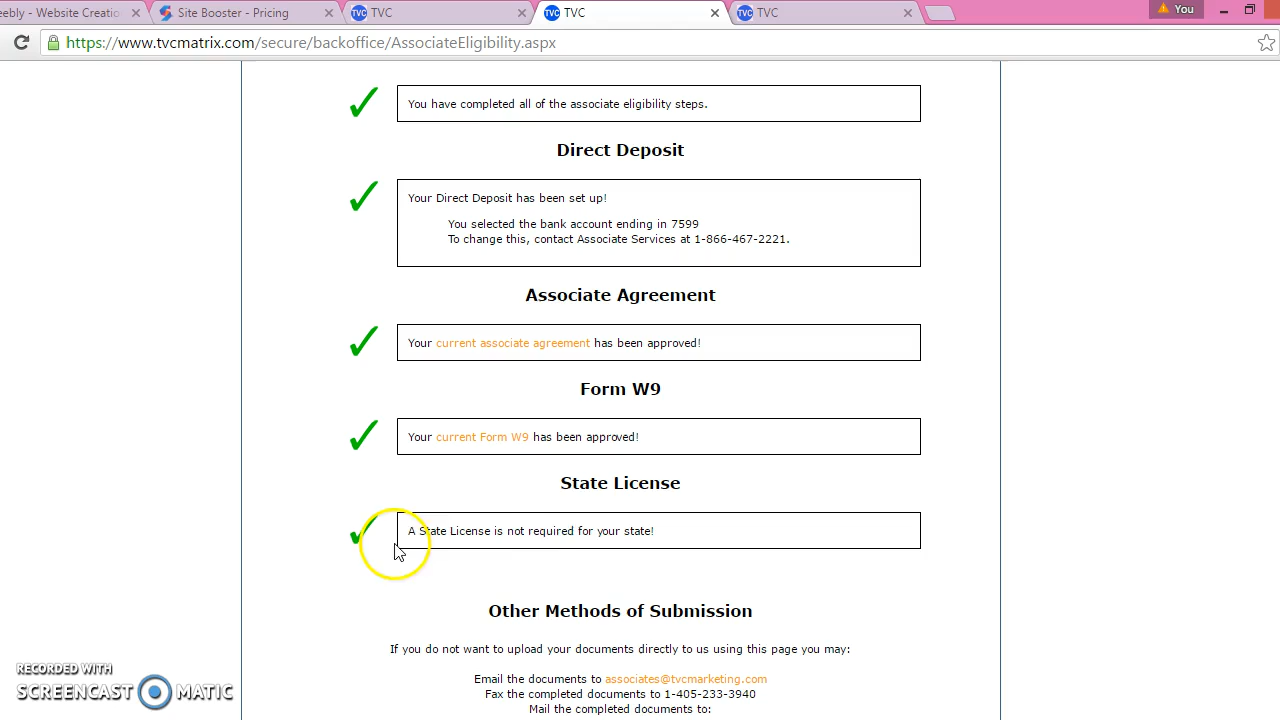 eebly - Website Creatio
Site Booster - Pricing
TVC
TVC
TVC
You
https://www.tvcmatrix.com/secure/backoffice/AssociateEligibility.aspx
You have completed all of the associate eligibility steps.
Direct Deposit
Your Direct Deposit has been set up!
You selected the bank account ending in 7599
To change this, contact Associate Services at 1-866-467-2221.
Associate Agreement
Your current associate agreement has been approved!
Form W9
Your current Form W9 has been approved!
State License
A State License is not required for your state!
Other Methods of Submission
If you do not want to upload your documents directly to us using this page you may:
Email the documents to associates@tvcmarketing.com
Fax the completed documents to 1-405-233-3940
Mail the completed documents to:
RECORDED WITH
SCREENCAST MATIC